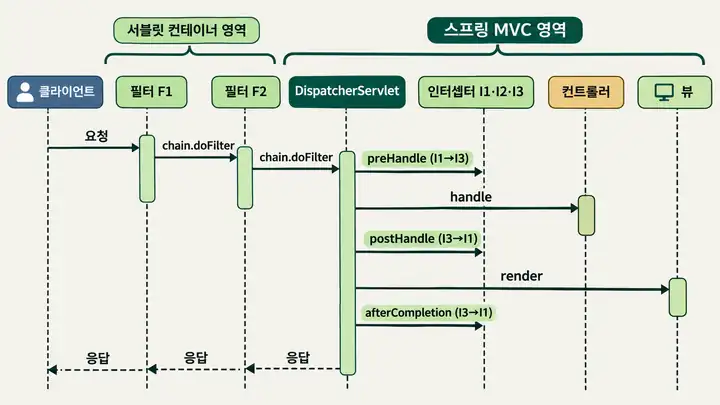 서블릿 컨테이너 영역
스프링 MVC 영역
클라이언트
필터 F1
필터 F2
DispatcherServlet
인터셉터 I1·I2·I3
컨트롤러
뷰
요청
chain.doFilter
chain.doFilter
preHandle (I1→I3)
handle
postHandle (I3→I1)
render
afterCompletion (I3→I1)
응답
응답
응답